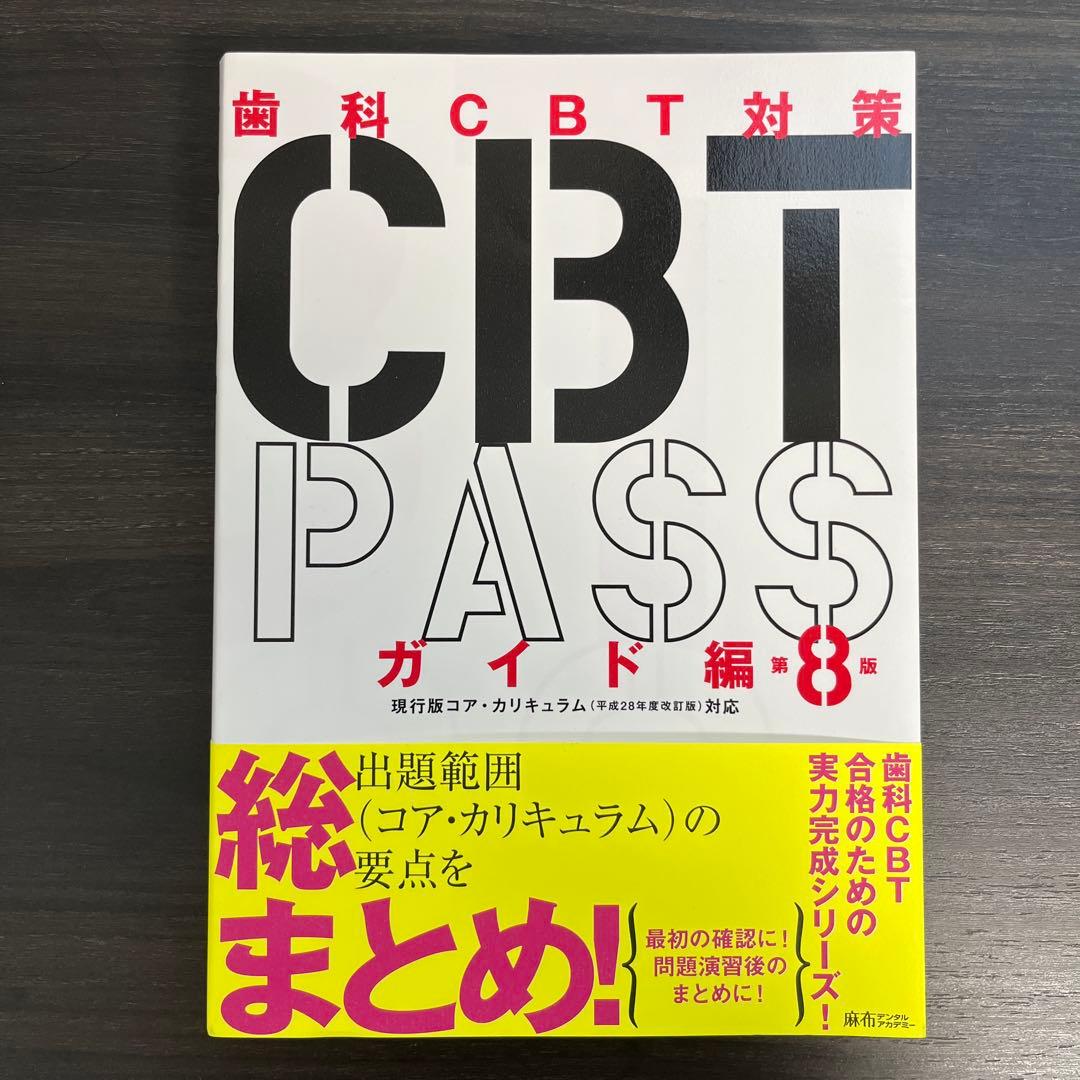 歯科CBT対策
CBT
PASS
ガイド編 第8版
現行版コア・カリキュラム(平成28年度改訂版)対応
出題範囲
(コア・カリキュラム)の
要点を
総
まとめ!
最初の確認に!
問題演習後の
まとめに!
歯科CBT
合格のための
実力完成シリーズ!
麻布デンタル
アカデミー